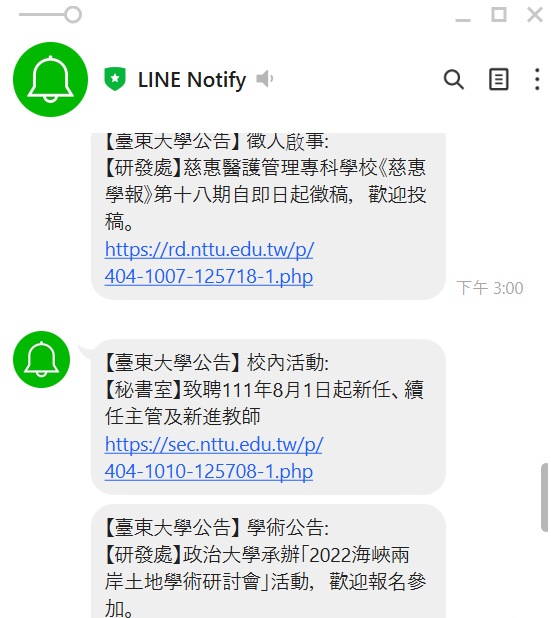 LINE Notify
【臺東大學公告】 徵人啟事:
【研發處】慈惠醫護管理專科學校《慈惠
學報》第十八期自即日起徵稿，歡迎投
稿。
https://rd.nttu.edu.tw/p/
404-1007-125718-1.php
下午 3:00
【臺東大學公告】 校內活動:
【秘書室】致聘111年8月1日起新任、續
任主管及新進教師
https://sec.nttu.edu.tw/p/
404-1010-125708-1.php
【臺東大學公告】 學術公告:
【研發處】政治大學承辦「2022海峽兩
岸土地學術研討會」活動，歡迎報名參
加。